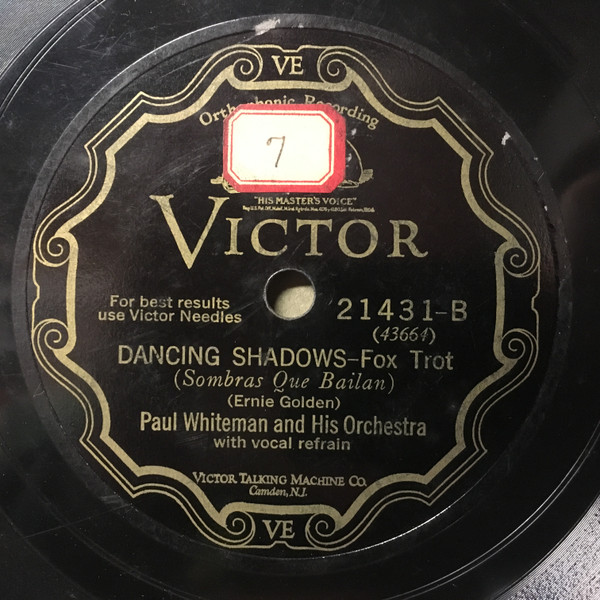 VE
Orthophonic Recording
7
"HIS MASTER'S VOICE"
VICTOR
For best results
use Victor Needles
21431-B
(43664)
DANCING SHADOWS-Fox Trot
(Sombras Que Bailan)
(Ernie Golden)
Paul Whiteman and His Orchestra
with vocal refrain
VICTOR TALKING MACHINE CO.
Camden, N.J.
VE